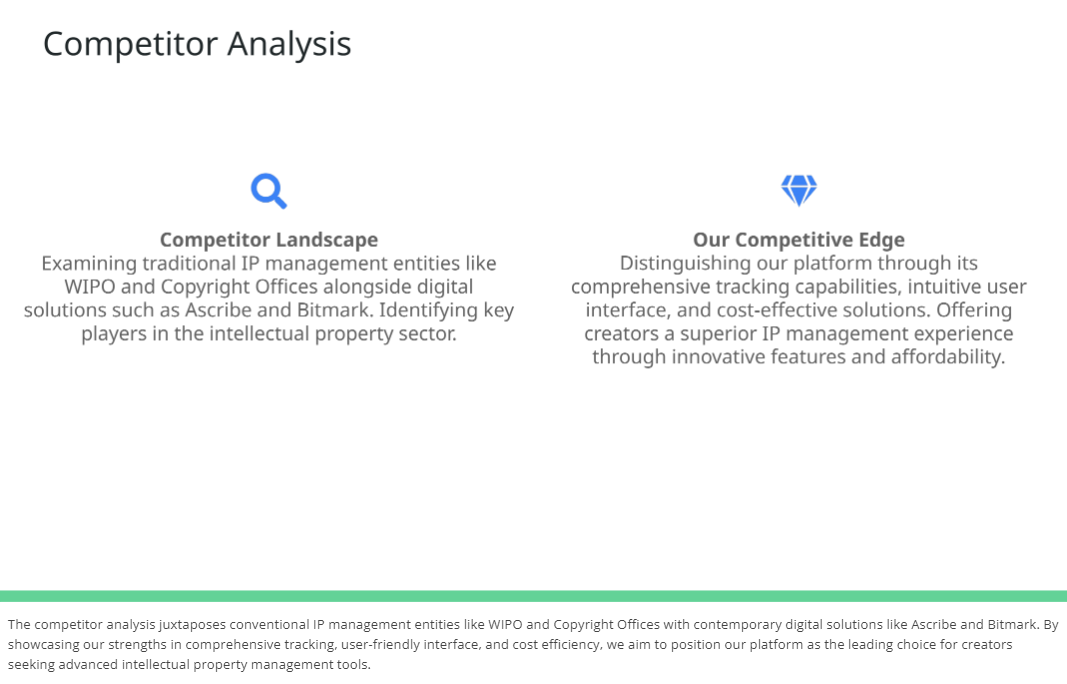 Competitor Analysis
Competitor Landscape
Examining traditional IP management entities like
WIPO and Copyright Offices alongside digital
solutions such as Ascribe and Bitmark. Identifying key
players in the intellectual property sector.
Our Competitive Edge
Distinguishing our platform through its
comprehensive tracking capabilities, intuitive user
interface, and cost-effective solutions. Offering
creators a superior IP management experience
through innovative features and affordability.
The competitor analysis juxtaposes conventional IP management entities like WIPO and Copyright Offices with contemporary digital solutions like Ascribe and Bitmark. By
showcasing our strengths in comprehensive tracking, user-friendly interface, and cost efficiency, we aim to position our platform as the leading choice for creators
seeking advanced intellectual property management tools.